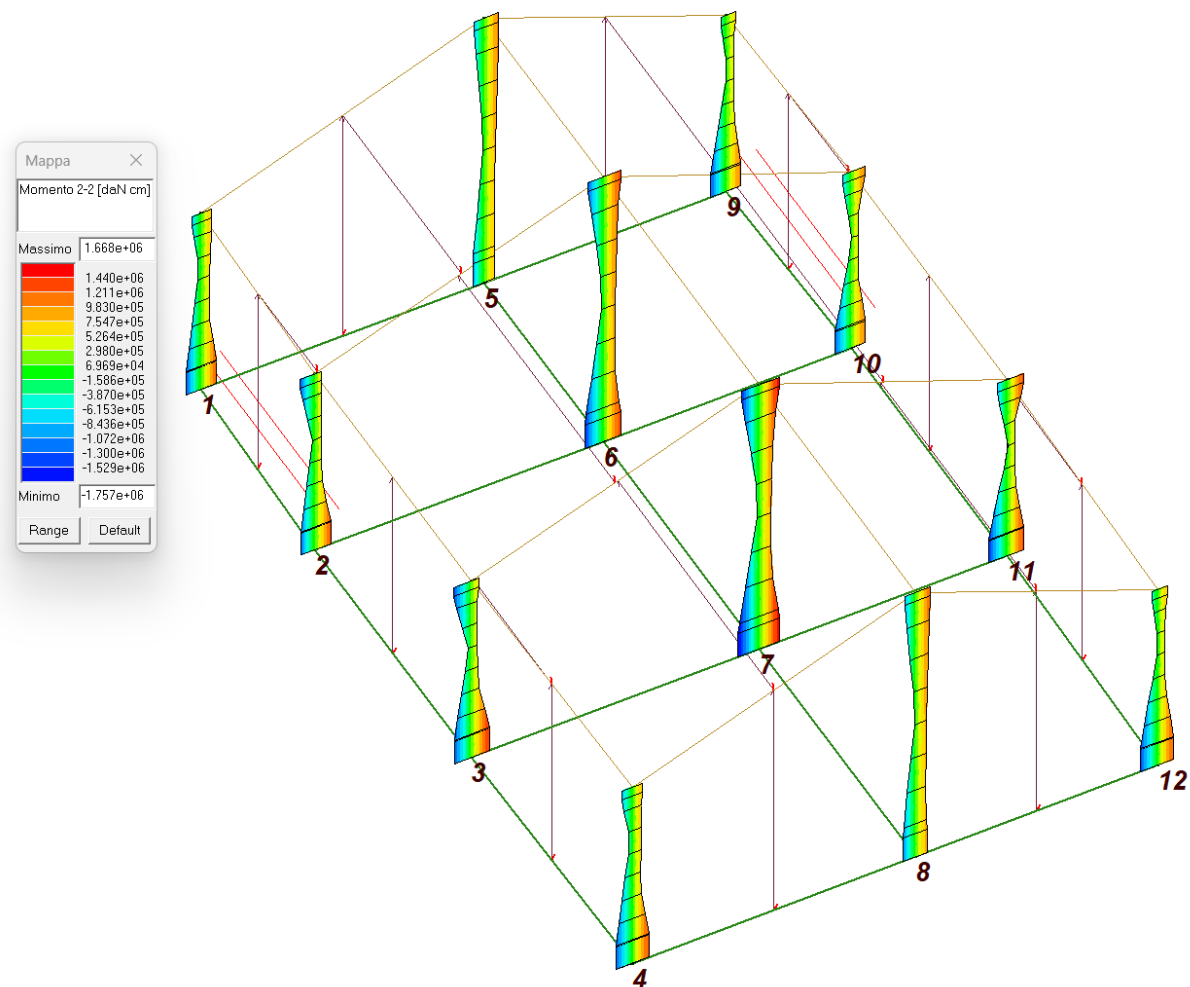 Mappa
Momento 2-2 [daN cm]
Massimo 1.668e+06
1.440e+06
1.211e+06
9.830e+05
7.547e+05
5.264e+05
2.980e+05
6.969e+04
-1.586e+05
-3.870e+05
-6.153e+05
-8.436e+05
-1.072e+06
-1.300e+06
-1.529e+06
Minimo -1.757e+06
Range Default
9
5
10
1
6
2
11
7
3
12
8
4